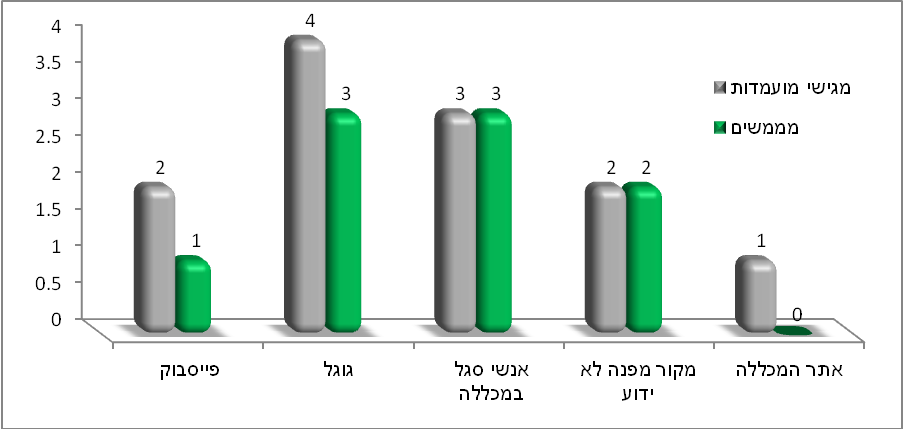 4
3.5
3
2.5
2
1.5
1
0.5
0
2
1
4
3
3
3
2
2
1
0
מגישי מועמדות
מממשים
פייסבוק
גוגל
אנשי סגל
במכללה
מקור מפנה לא
ידוע
אתר המכללה